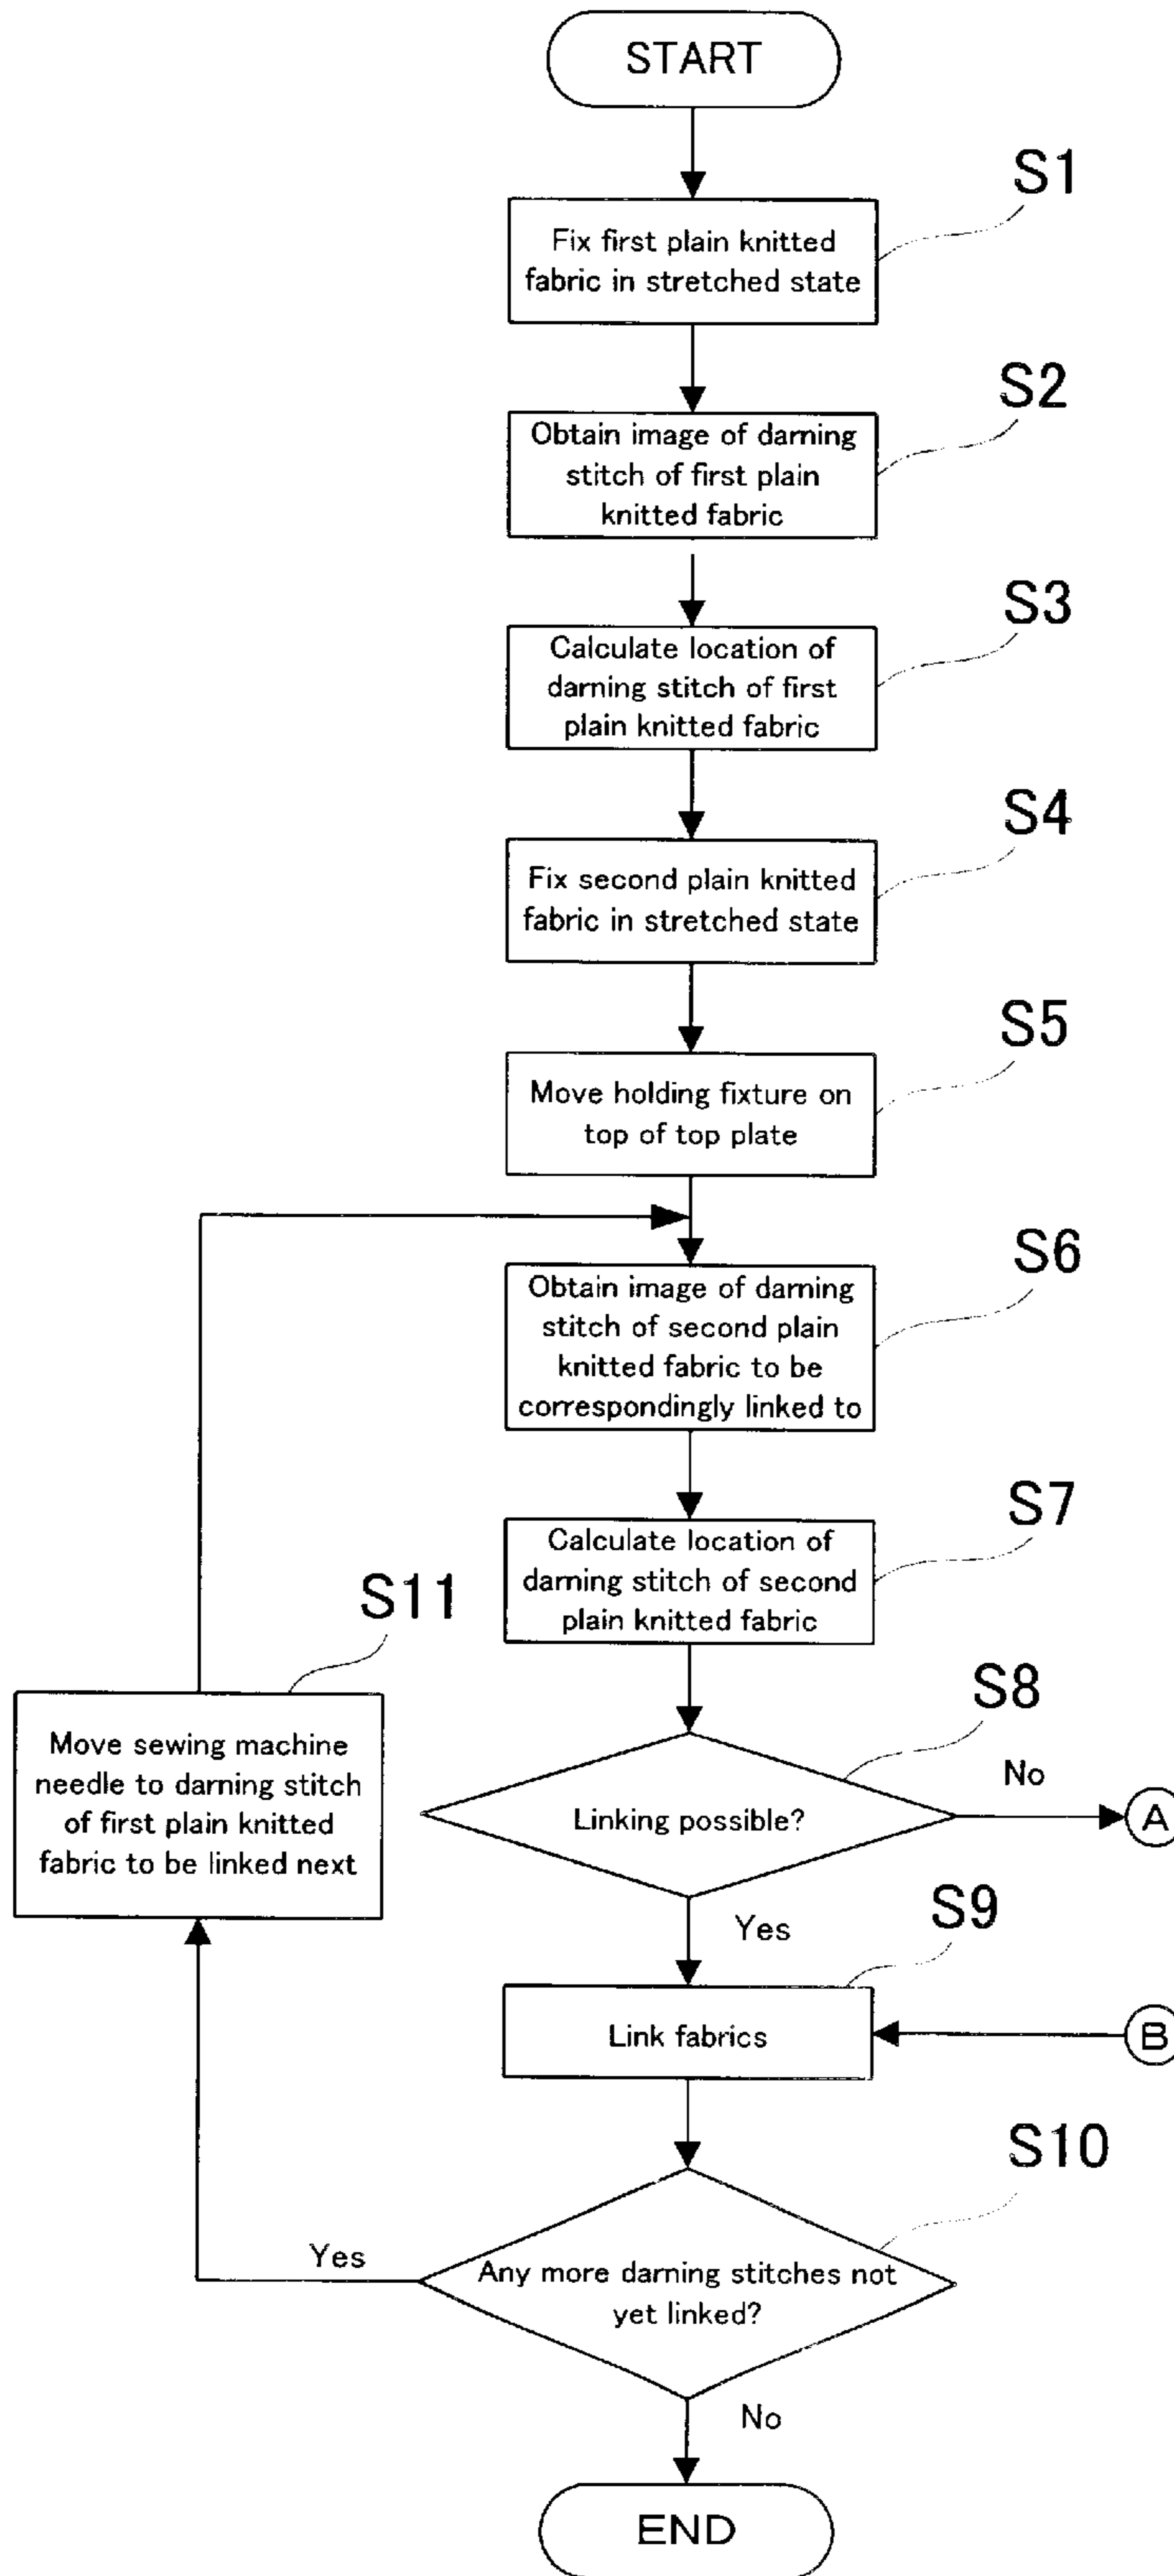 START
S1
Fix first plain knitted
fabric in stretched state
S2
Obtain image of darning
stitch of first plain
knitted fabric
S3
Calculate location of
darning stitch of first
plain knitted fabric
S4
Fix second plain knitted
fabric in stretched state
S5
Move holding fixture on
top of top plate
S6
Obtain image of darning
stitch of second plain
knitted fabric to be
correspondingly linked to
S7
Calculate location of
darning stitch of second
plain knitted fabric
S11
Move sewing machine
needle to darning stitch
of first plain knitted
fabric to be linked next
S8
Linking possible?
No
A
Yes
S9
Link fabrics
B
S10
Any more darning stitches not
yet linked?
Yes
No
END